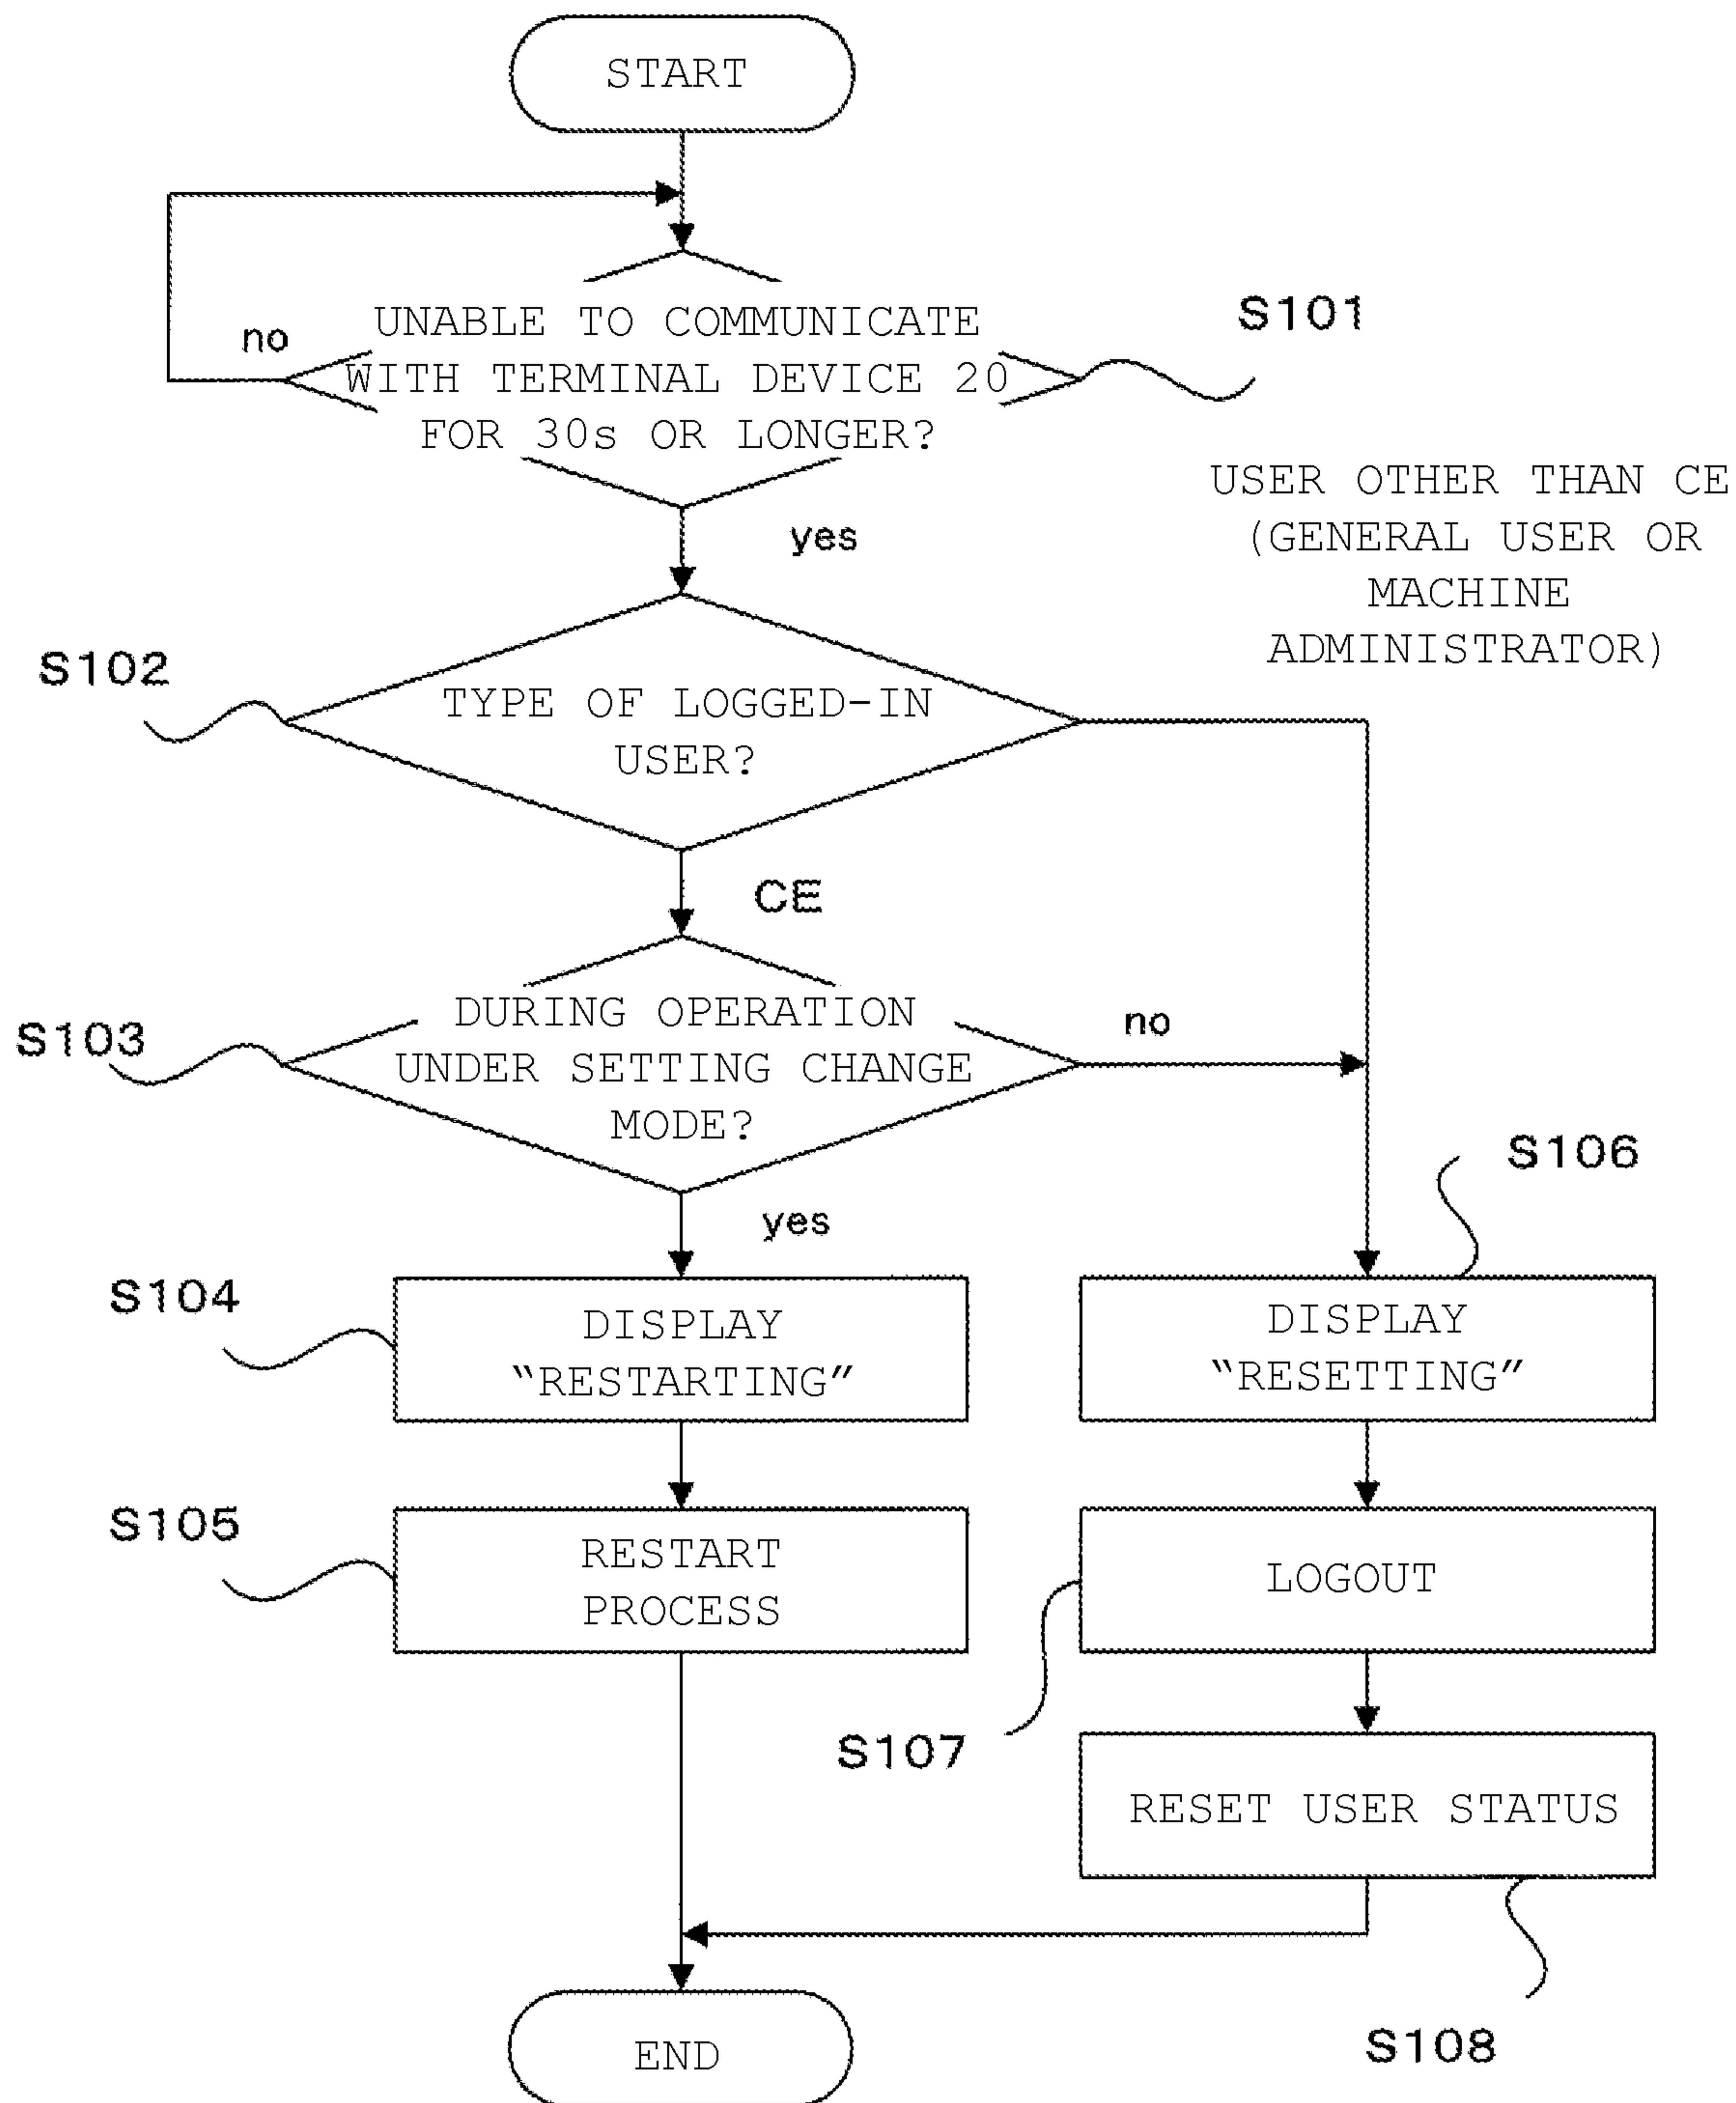 START
no
UNABLE TO COMMUNICATE
WITH TERMINAL DEVICE 20
FOR 30s OR LONGER?
S101
yes
USER OTHER THAN CE
(GENERAL USER OR
MACHINE
ADMINISTRATOR)
S102
TYPE OF LOGGED-IN
USER?
CE
S103
DURING OPERATION
UNDER SETTING CHANGE
MODE?
no
yes
S106
S104
DISPLAY
“RESTARTING”
DISPLAY
“RESETTING”
S105
RESTART
PROCESS
LOGOUT
S107
RESET USER STATUS
END
S108